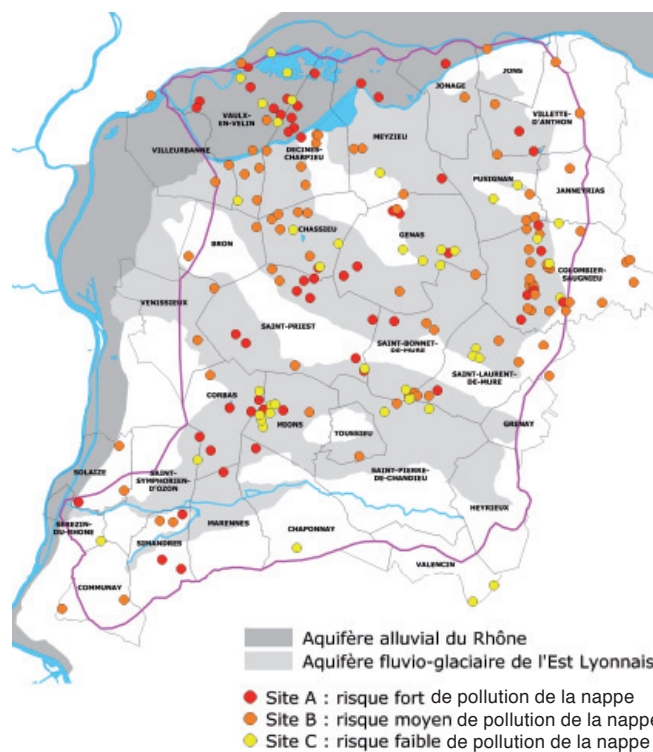 JONS
JONAGE
VAULX-
EN-VELIN
VILLETTE-
D'ANTHON
MEYZIEU
VILLEURBANNE
DECINES-
CHARPIEU
PUSIGNAN
JANNEYRIAS
CHASSIEU
GENAS
BRON
COLOMBIER-
SAUGNIEU
VENISSIEUX
SAINT-PRIEST
SAINT-BONNET-
DE-MURE
SAINT-LAURENT-
DE-MURE
CORBAS
MIONS
TOUSSIEU
GRENAY
SOLAIZE
SAINT-
SYMPHORIEN-
D'OZON
SAINT-PIERRE-
DE-CHANDIEU
HEYRIEUX
SEREZIN-
DU-RHONE
MARENNES
CHAPONNAY
SIMANDRES
VALENCIN
COMMUNAY
Aquifère alluvial du Rhône
Aquifère fluvio-glaciaire de l'Est Lyonnais
Site A : risque fort de pollution de la nappe
Site B : risque moyen de pollution de la nappe
Site C : risque faible de pollution de la nappe